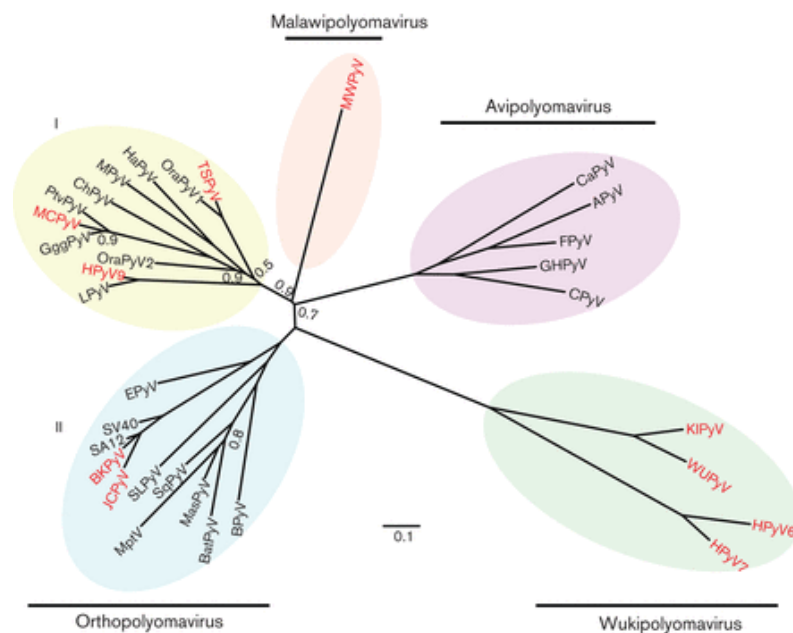 Malawipolyomavirus
MWPyV
Avipolyomavirus
CaPyV
APyV
FPyV
GHPyV
CPyV
I
TSPyV
OraPyV1
HaPyV
MPyV
ChPyV
PtvPyV
MCPyV
GggPyV
0.9
OraPyV2
HPyV9
LPyV
0.9
0.5
0.9
0.7
II
EPyV
SV40
SA12
BKPyV
JCPyV
SLPyV
SqPyV
0.8
MptV
MasPyV
BatPyV
BPyV
0.1
KIPyV
WUPyV
HPyV6
HPyV7
Orthopolyomavirus
Wukipolyomavirus